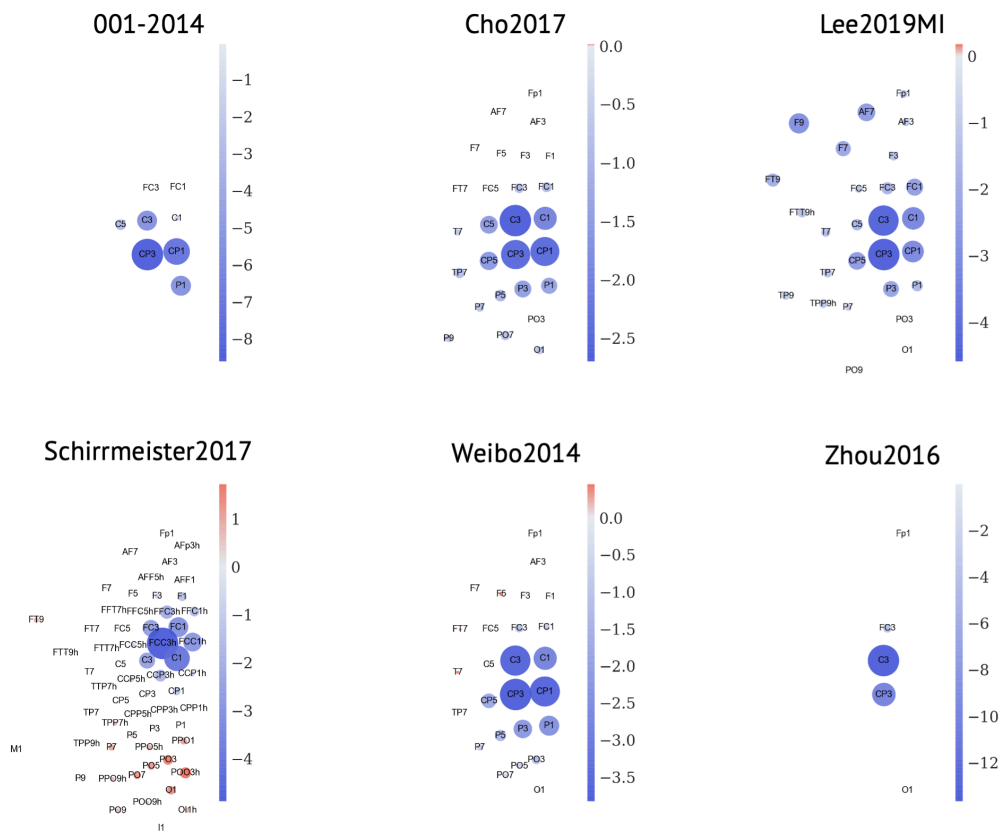 001-2014
FC3 FC1
C5 C3 C1
CP3 CP1
P1
−1
−2
−3
−4
−5
−6
−7
−8
Cho2017
Fp1
AF7 AF3
F7 F5 F3 F1
FT7 FC5 FC3 FC1
T7 C5 C3 C1
TP7 CP5 CP3 CP1
P9 P7 P5 P3 P1
PO7 PO3
O1
0.0
−0.5
−1.0
−1.5
−2.0
−2.5
Lee2019MI
Fp1
F9 AF7 AF3
F7 F3
FT9 FC5 FC3 FC1
FTT9h T7 C5 C3 C1
TP7 CP5 CP3 CP1
TP9 TPP9h P7 P3 P1
PO3
O1
PO9
0
−1
−2
−3
−4
Schirrmeister2017
Fp1
AF7 AFp3h
AF3
AFF5h AFF1
F7 F5 F3 F1
FT9 FFT7h FFC5h FFC3h FFC1h
FT7 FC5 FC3 FC1
FTT9h FTT7h FCC5h FCC3h FCC1h
T7 C5 C3 C1
TTP7h CCP5h CCP3h CCP1h
TP7 CP5 CP3 CP1
TPP7h CPP5h CPP3h CPP1h
M1 TPP9h P7 P5 P3 P1
PPO5h PPO1
P9 PPO9h PO7 PO5 PO3 POO3h
PO9 POO9h O1 OI1h
I1
1
0
−1
−2
−3
−4
Weibo2014
Fp1
AF3
F7 F5 F3 F1
FT7 FC5 FC3 FC1
T7 C5 C3 C1
TP7 CP5 CP3 CP1
P7 P5 P3 P1
PO7 PO5 PO3
O1
0.0
−0.5
−1.0
−1.5
−2.0
−2.5
−3.0
−3.5
Zhou2016
Fp1
FC3
C3
CP3
O1
−2
−4
−6
−8
−10
−12